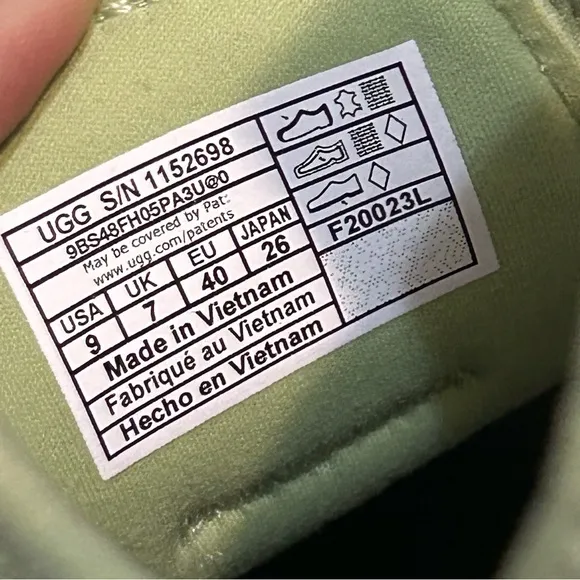 UGG S/N 1152698
9BS48FH05PA3U@0
May be covered by Pat:
www.ugg.com/patents
USA UK EU JAPAN
9 7 40 26
Made in Vietnam
Fabriqué au Vietnam
Hecho en Vietnam
F20023L